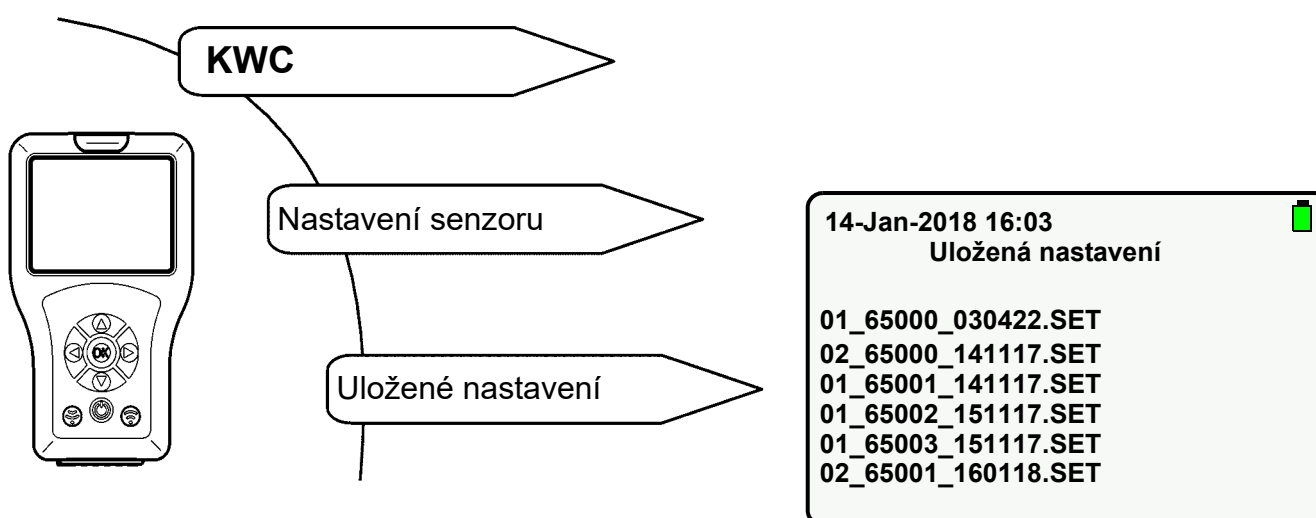 KWC
Nastavení senzoru
Uložené nastavení
OK
14-Jan-2018 16:03
Uložená nastavení
01_65000_030422.SET
02_65000_141117.SET
01_65001_141117.SET
01_65002_151117.SET
01_65003_151117.SET
02_65001_160118.SET